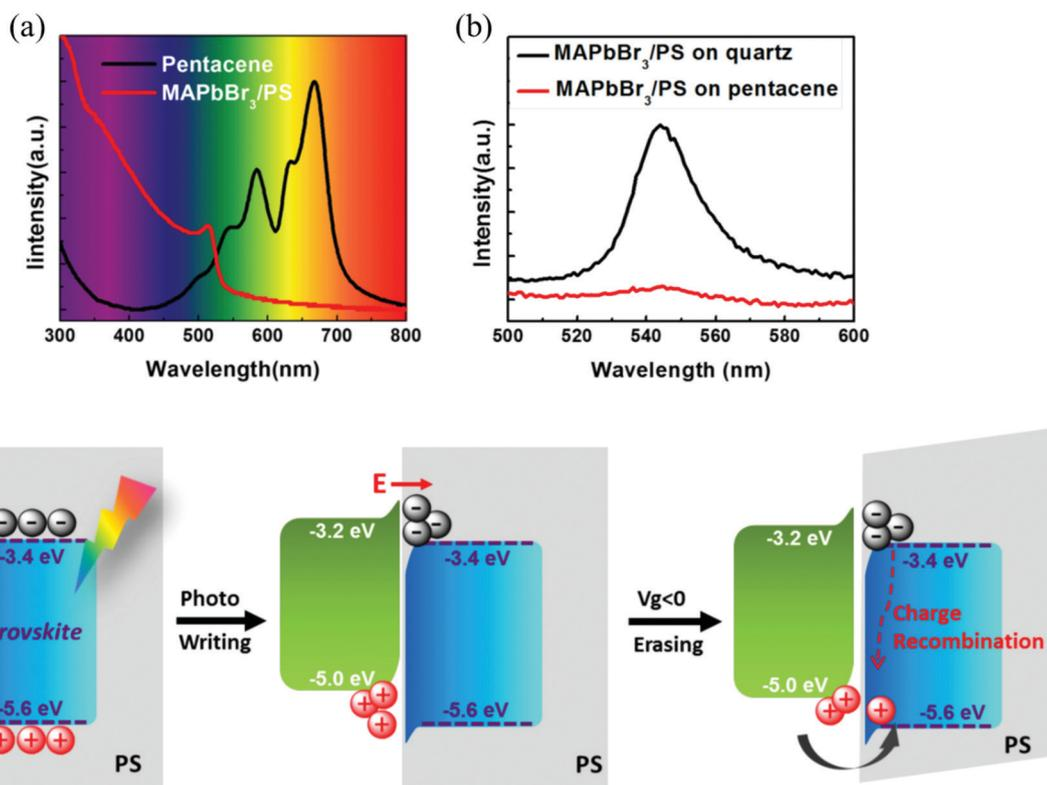 (a)
Pentacene
MAPbBr3/PS
Iintensity(a.u.)
300 400 500 600 700 800
Wavelength(nm)
(b)
MAPbBr3/PS on quartz
MAPbBr3/PS on pentacene
Intensity(a.u.)
500 520 540 560 580 600
Wavelength (nm)
-3.4 eV
rovskite
-5.6 eV
PS
Photo
Writing
E
-3.2 eV
-3.4 eV
-5.0 eV
-5.6 eV
PS
Vg<0
Erasing
-3.2 eV
-3.4 eV
Charge
Recombination
-5.0 eV
-5.6 eV
PS